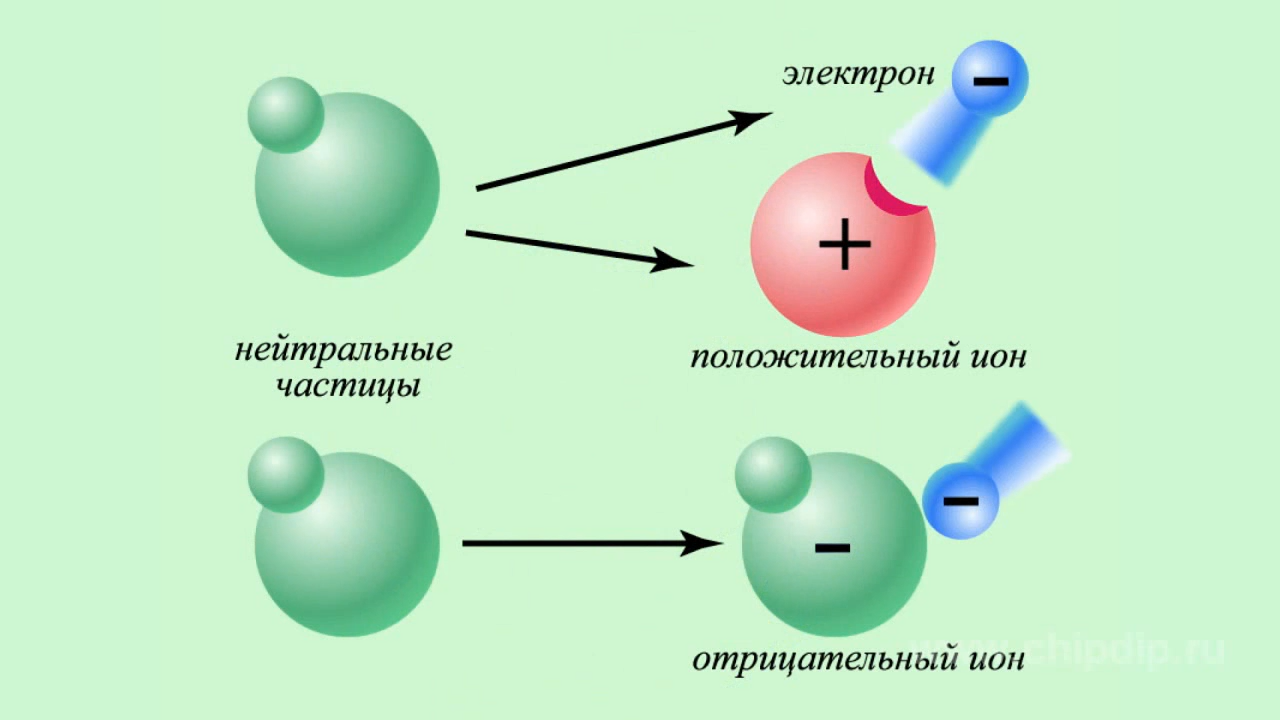 электрон
нейтральные
частицы
положительный ион
отрицательный ион
www.chipdip.ru